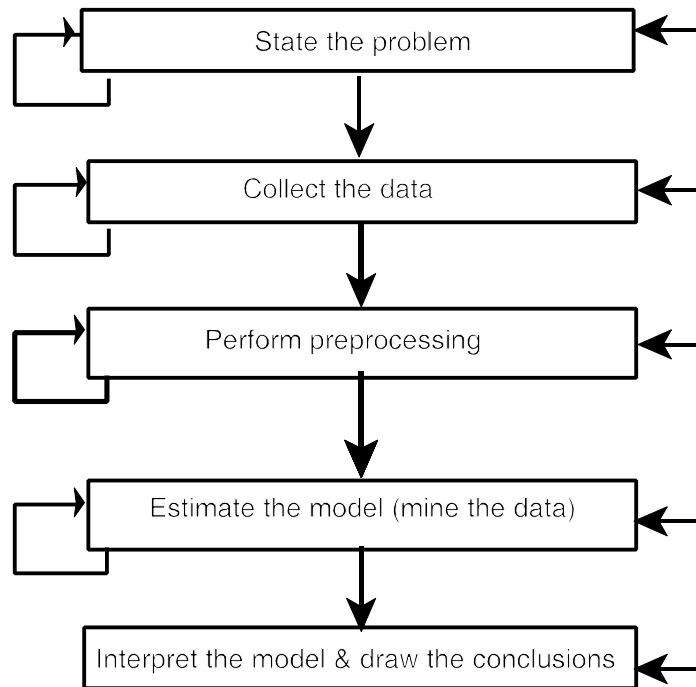 State the problem
Collect the data
Perform preprocessing
Estimate the model (mine the data)
Interpret the model & draw the conclusions